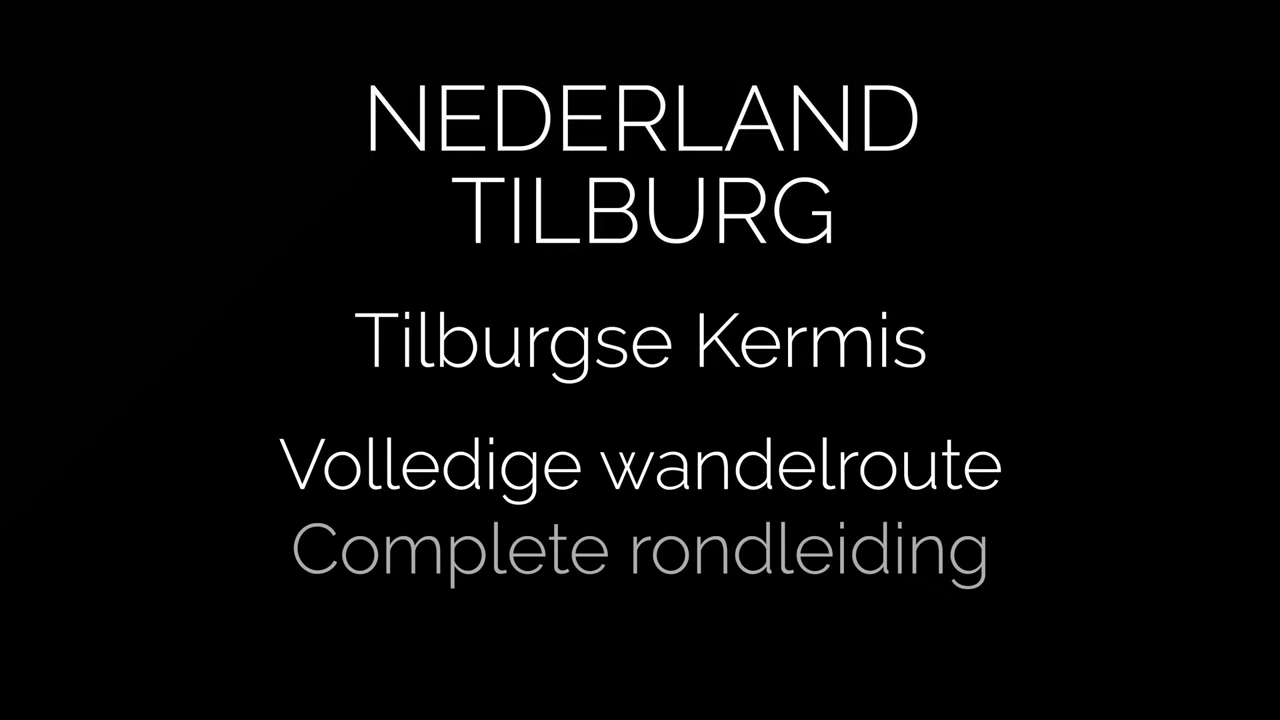 NEDERLAND
TILBURG
Tilburgse Kermis
Volledige wandelroute
Complete rondleiding